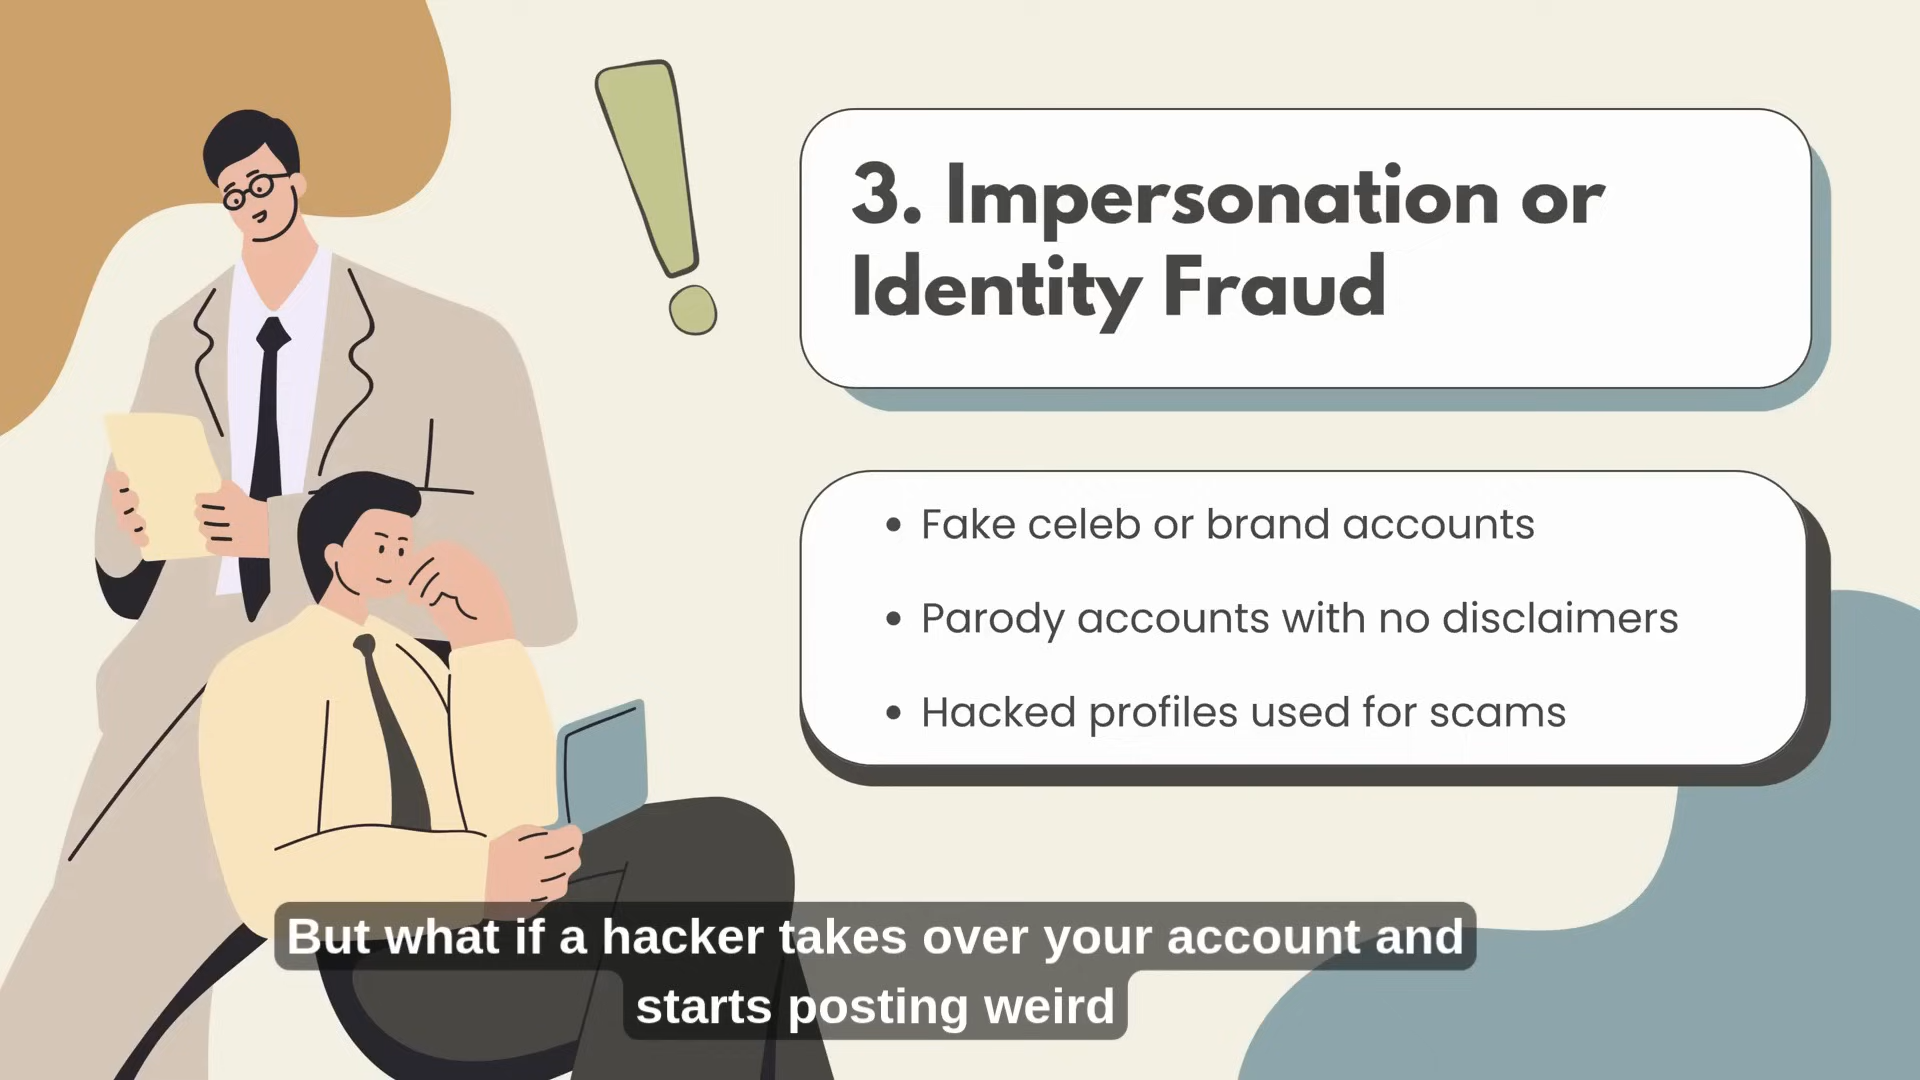 3. Impersonation or
Identity Fraud
• Fake celeb or brand accounts
• Parody accounts with no disclaimers
• Hacked profiles used for scams
But what if a hacker takes over your account and
starts posting weird